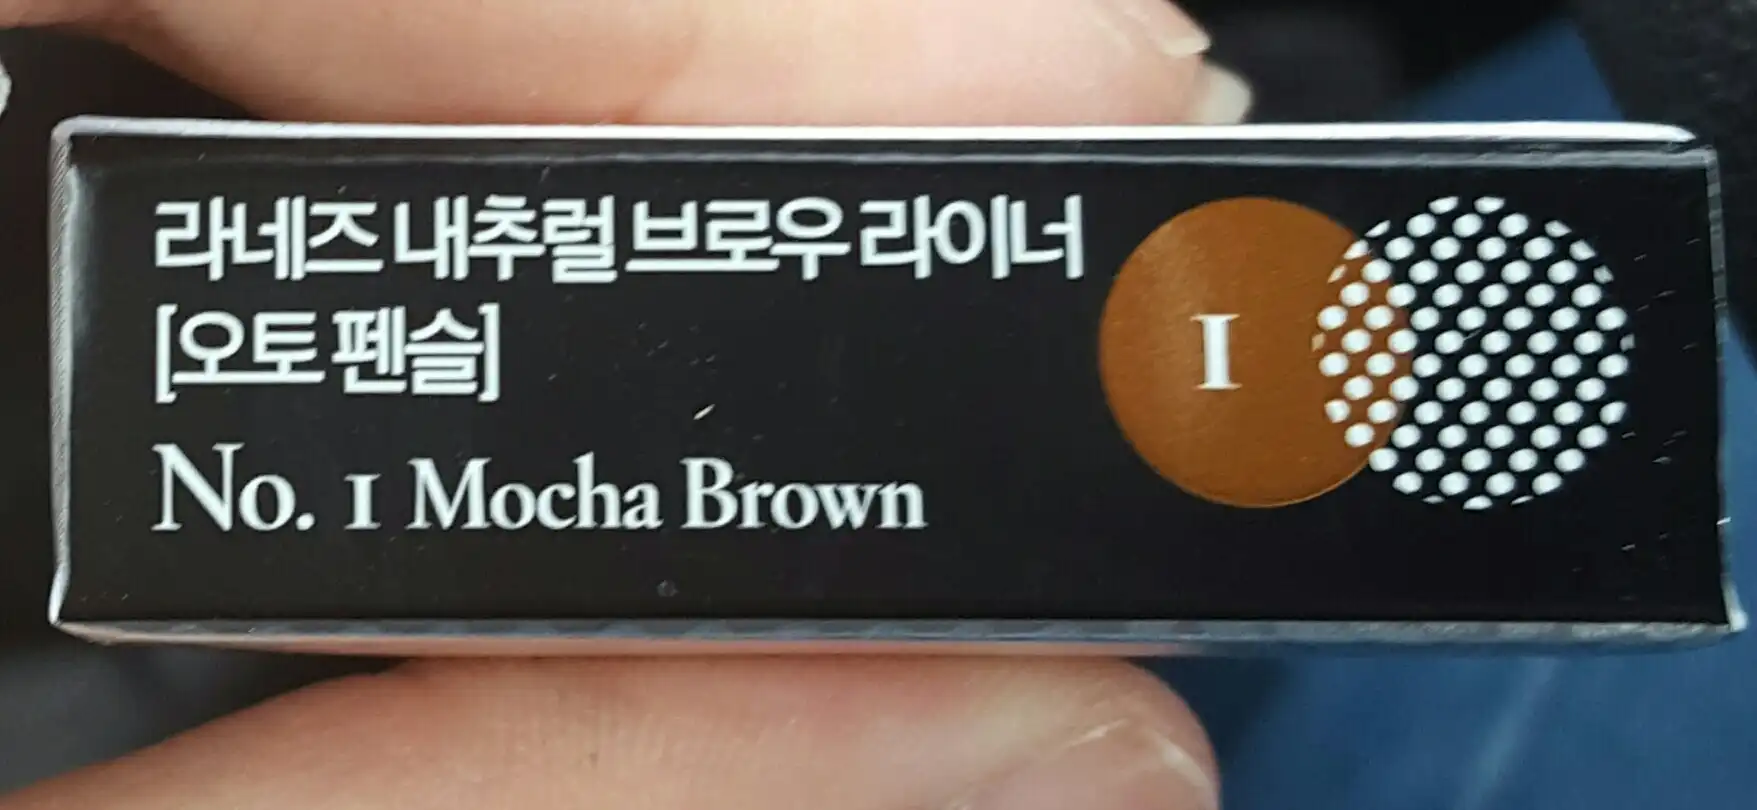 라네즈 내추럴 브로우 라이너
[오토 펜슬]
No. 1 Mocha Brown
1